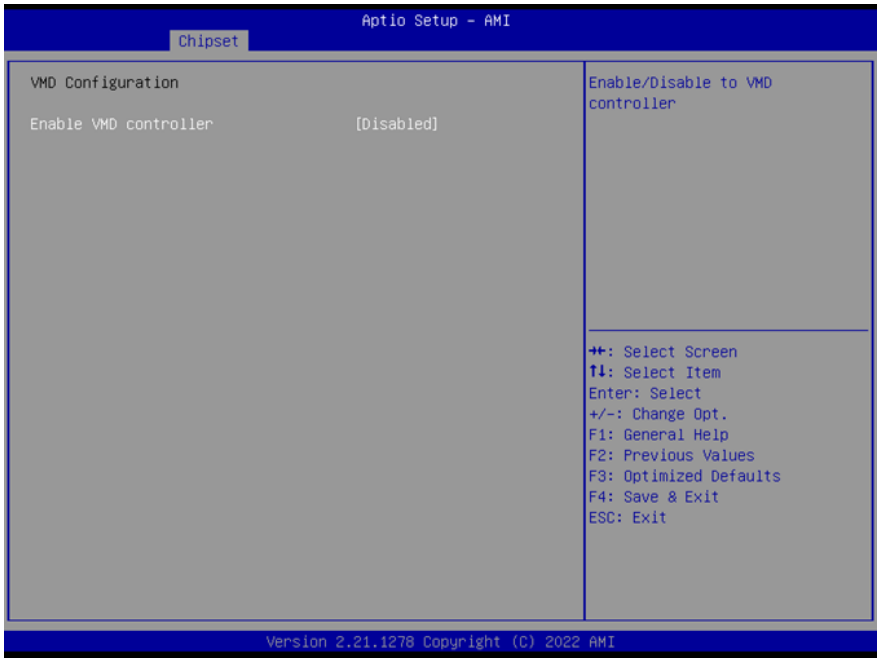 Aptio Setup – AMI
Chipset
VMD Configuration
Enable VMD controller [Disabled]
Enable/Disable to VMD
controller
→←: Select Screen
↑↓: Select Item
Enter: Select
+/-: Change Opt.
F1: General Help
F2: Previous Values
F3: Optimized Defaults
F4: Save & Exit
ESC: Exit
Version 2.21.1278 Copyright (C) 2022 AMI